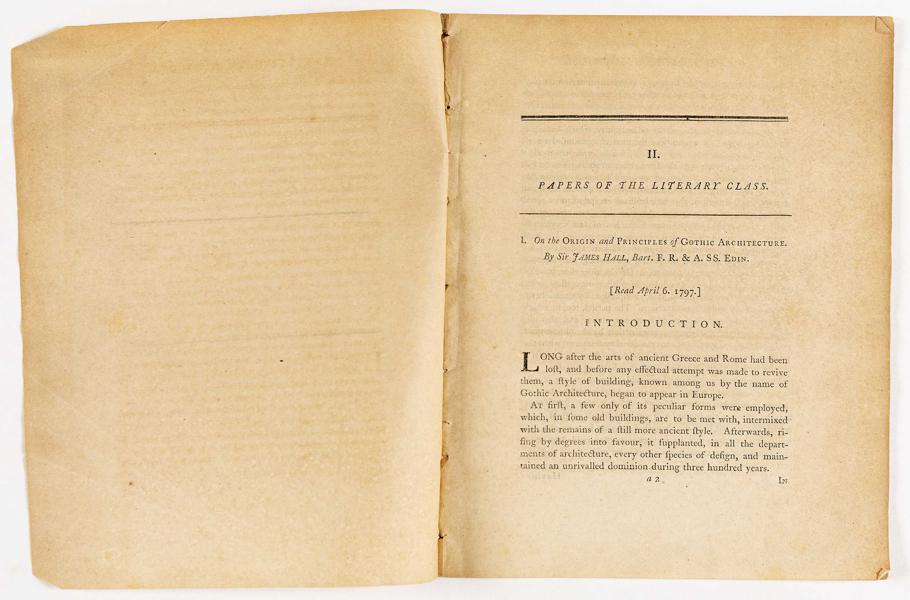 II.
PAPERS OF THE LITERARY CLASS.
I. On the ORIGIN and PRINCIPLES of GOTHIC ARCHITECTURE.
By Sir JAMES HALL, Bart. F. R. & A. SS. EDIN.
[Read April 6. 1797.]
INTRODUCTION.
LONG after the arts of ancient Greece and Rome had been
loſt, and before any effectual attempt was made to revive
them, a ſtyle of building, known among us by the name of
Gothic Architecture, began to appear in Europe.
AT firſt, a few only of its peculiar forms were employed,
which, in ſome old buildings, are to be met with, intermixed
with the remains of a ſtill more ancient ſtyle. Afterwards, ri-
ſing by degrees into favour, it ſupplanted, in all the depart-
ments of architecture, every other ſpecies of deſign, and main-
tained an unrivalled dominion during three hundred years.
a 2 IN